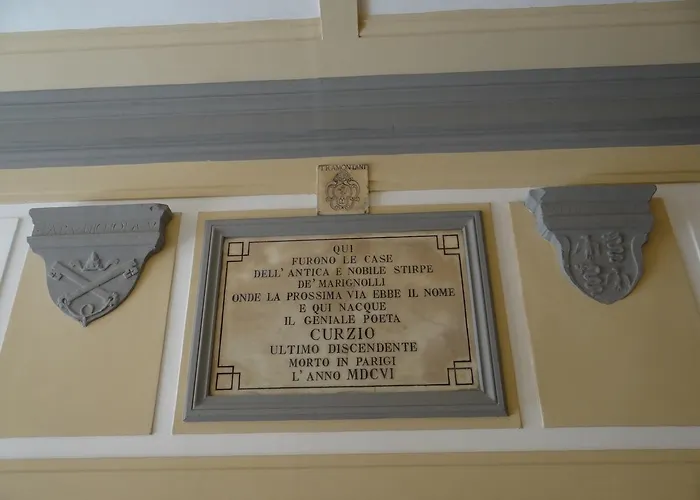 TRAMONTANI
QUI
FURONO LE CASE
DELL'ANTICA E NOBILE STIRPE
DE' MARIGNOLLI
ONDE LA PROSSIMA VIA EBBE IL NOME
E QUI NACQUE
IL GENIALE POETA
CURZIO
ULTIMO DISCENDENTE
MORTO IN PARIGI
L'ANNO MDCVI